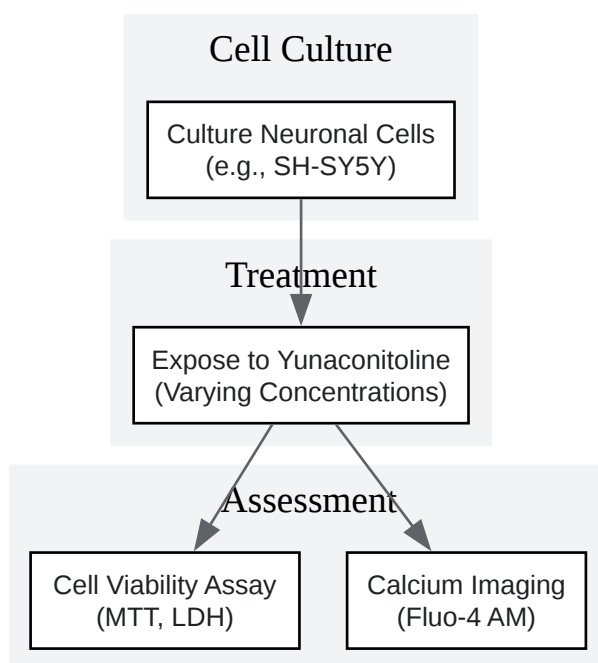 Cell Culture
Culture Neuronal Cells
(e.g., SH-SY5Y)
Treatment
Expose to Yunaconitoline
(Varying Concentrations)
Assessment
Cell Viability Assay
(MTT, LDH)
Calcium Imaging
(Fluo-4 AM)